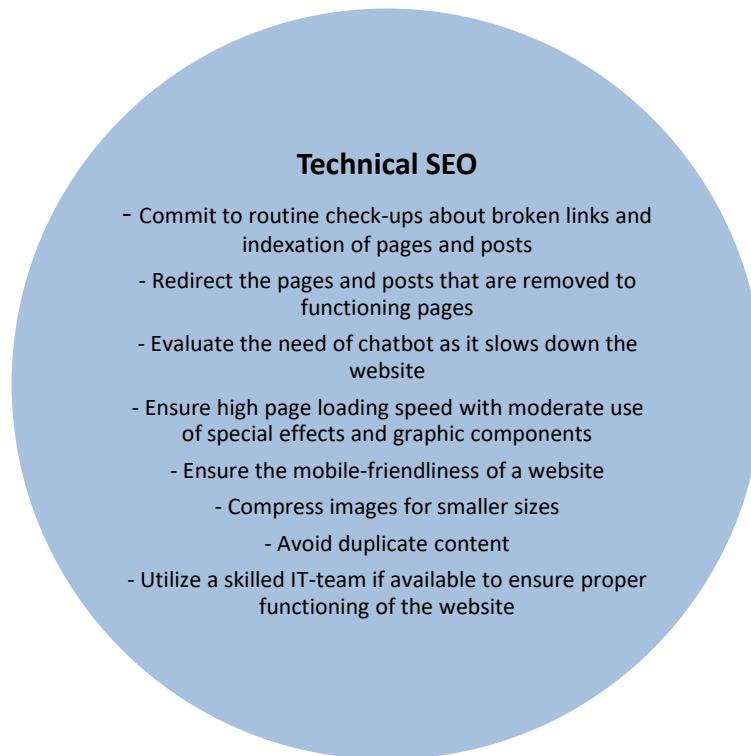 Technical SEO
- Commit to routine check-ups about broken links and
indexation of pages and posts
- Redirect the pages and posts that are removed to
functioning pages
- Evaluate the need of chatbot as it slows down the
website
- Ensure high page loading speed with moderate use
of special effects and graphic components
- Ensure the mobile-friendliness of a website
- Compress images for smaller sizes
- Avoid duplicate content
- Utilize a skilled IT-team if available to ensure proper
functioning of the website